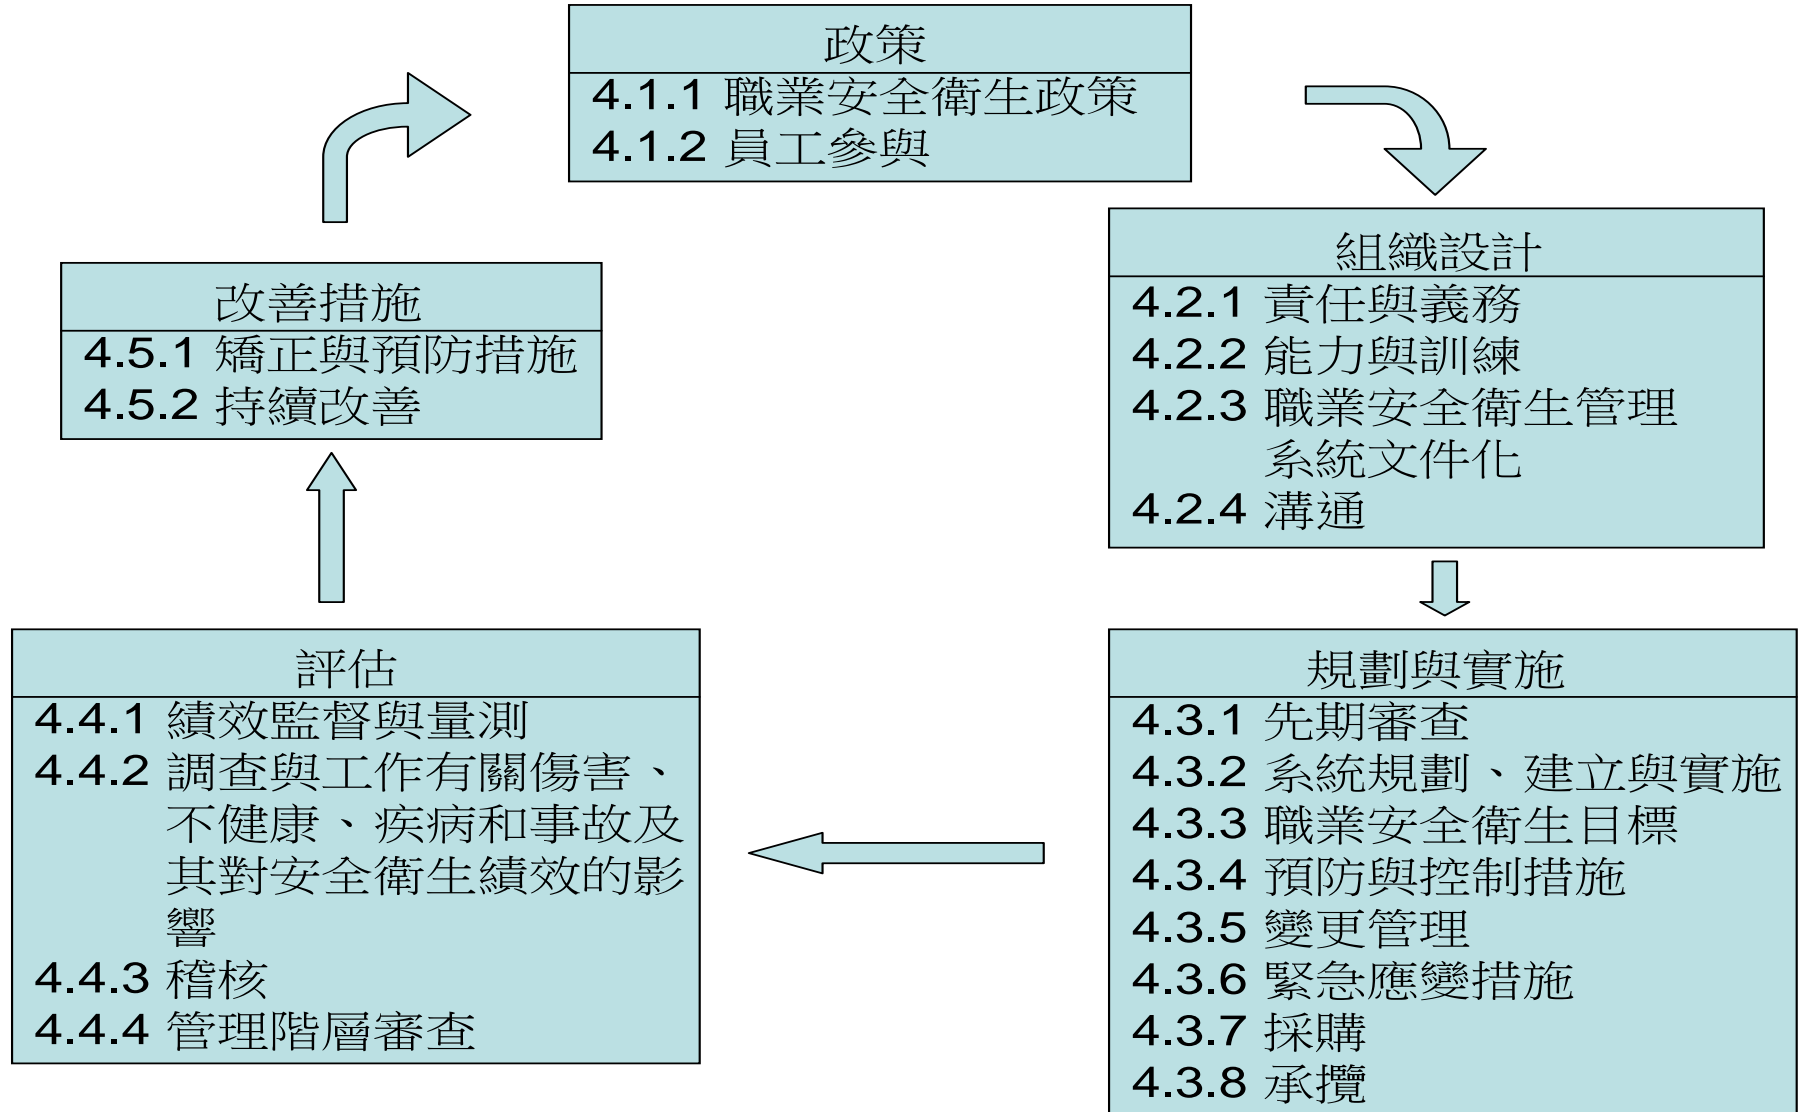 政策
4.1.1 職業安全衛生政策
4.1.2 員工參與
組織設計
4.2.1 責任與義務
4.2.2 能力與訓練
4.2.3 職業安全衛生管理
系統文件化
4.2.4 溝通
規劃與實施
4.3.1 先期審查
4.3.2 系統規劃、建立與實施
4.3.3 職業安全衛生目標
4.3.4 預防與控制措施
4.3.5 變更管理
4.3.6 緊急應變措施
4.3.7 採購
4.3.8 承攬
評估
4.4.1 績效監督與量測
4.4.2 調查與工作有關傷害、
不健康、疾病和事故及
其對安全衛生績效的影
響
4.4.3 稽核
4.4.4 管理階層審查
改善措施
4.5.1 矯正與預防措施
4.5.2 持續改善